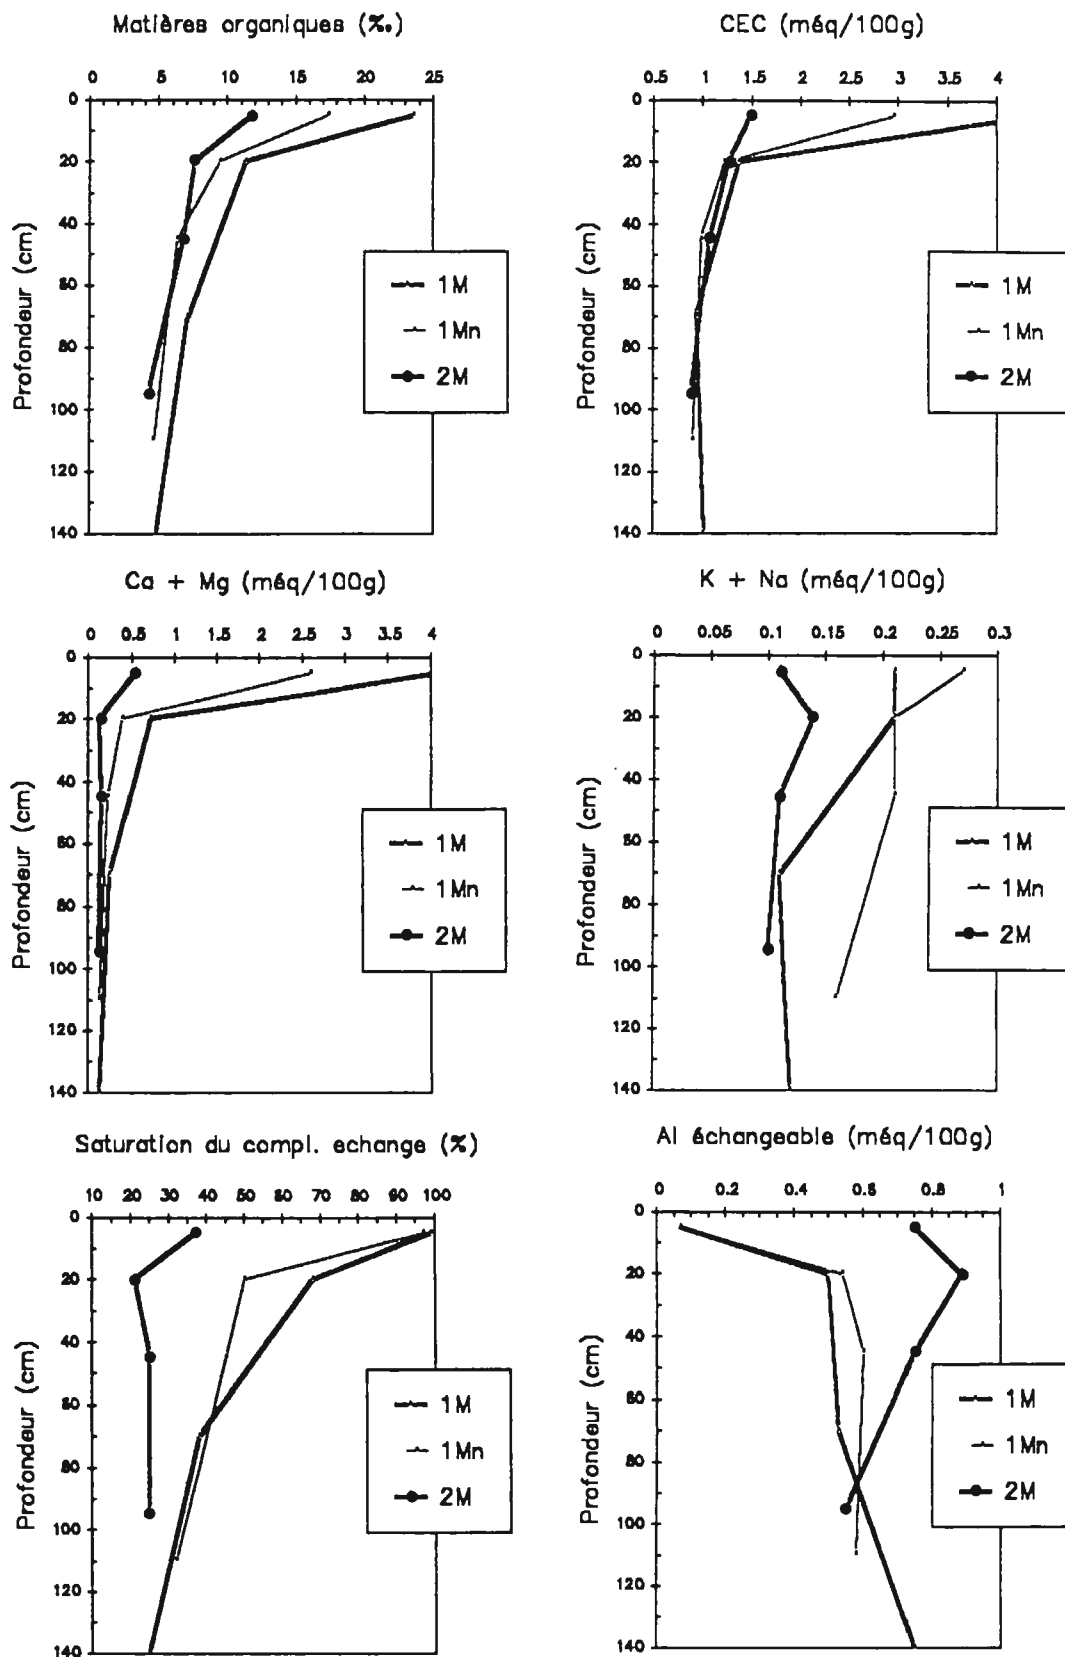 Matières organiques (‰)
0 5 10 15 20 25
0
20
40
60
80
100
120
140
Profondeur (cm)
1M
1Mn
2M
CEC (méq/100g)
0.5 1 1.5 2 2.5 3 3.5 4
0
20
40
60
80
100
120
140
Profondeur (cm)
1M
1Mn
2M
Ca + Mg (méq/100g)
0 0.5 1 1.5 2 2.5 3 3.5 4
0
20
40
60
80
100
120
140
Profondeur (cm)
1M
1Mn
2M
K + Na (méq/100g)
0 0.05 0.1 0.15 0.2 0.25 0.3
0
20
40
60
80
100
120
140
Profondeur (cm)
1M
1Mn
2M
Saturation du compl. echange (%)
10 20 30 40 50 60 70 80 90 100
0
20
40
60
80
100
120
140
Profondeur (cm)
1M
1Mn
2M
Al échangeable (méq/100g)
0 0.2 0.4 0.6 0.8 1
0
20
40
60
80
100
120
140
Profondeur (cm)
1M
1Mn
2M